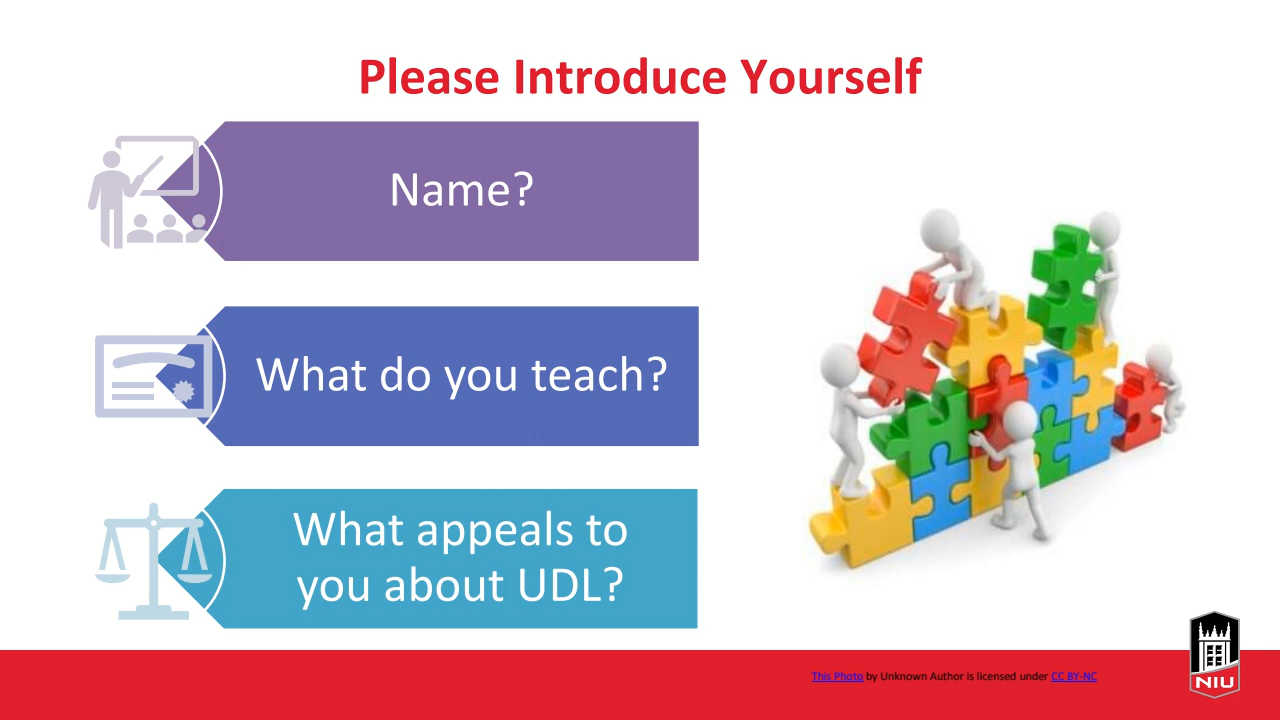 Please Introduce Yourself
Name?
What do you teach?
What appeals to
you about UDL?
This Photo by Unknown Author is licensed under CC BY-NC
NIU